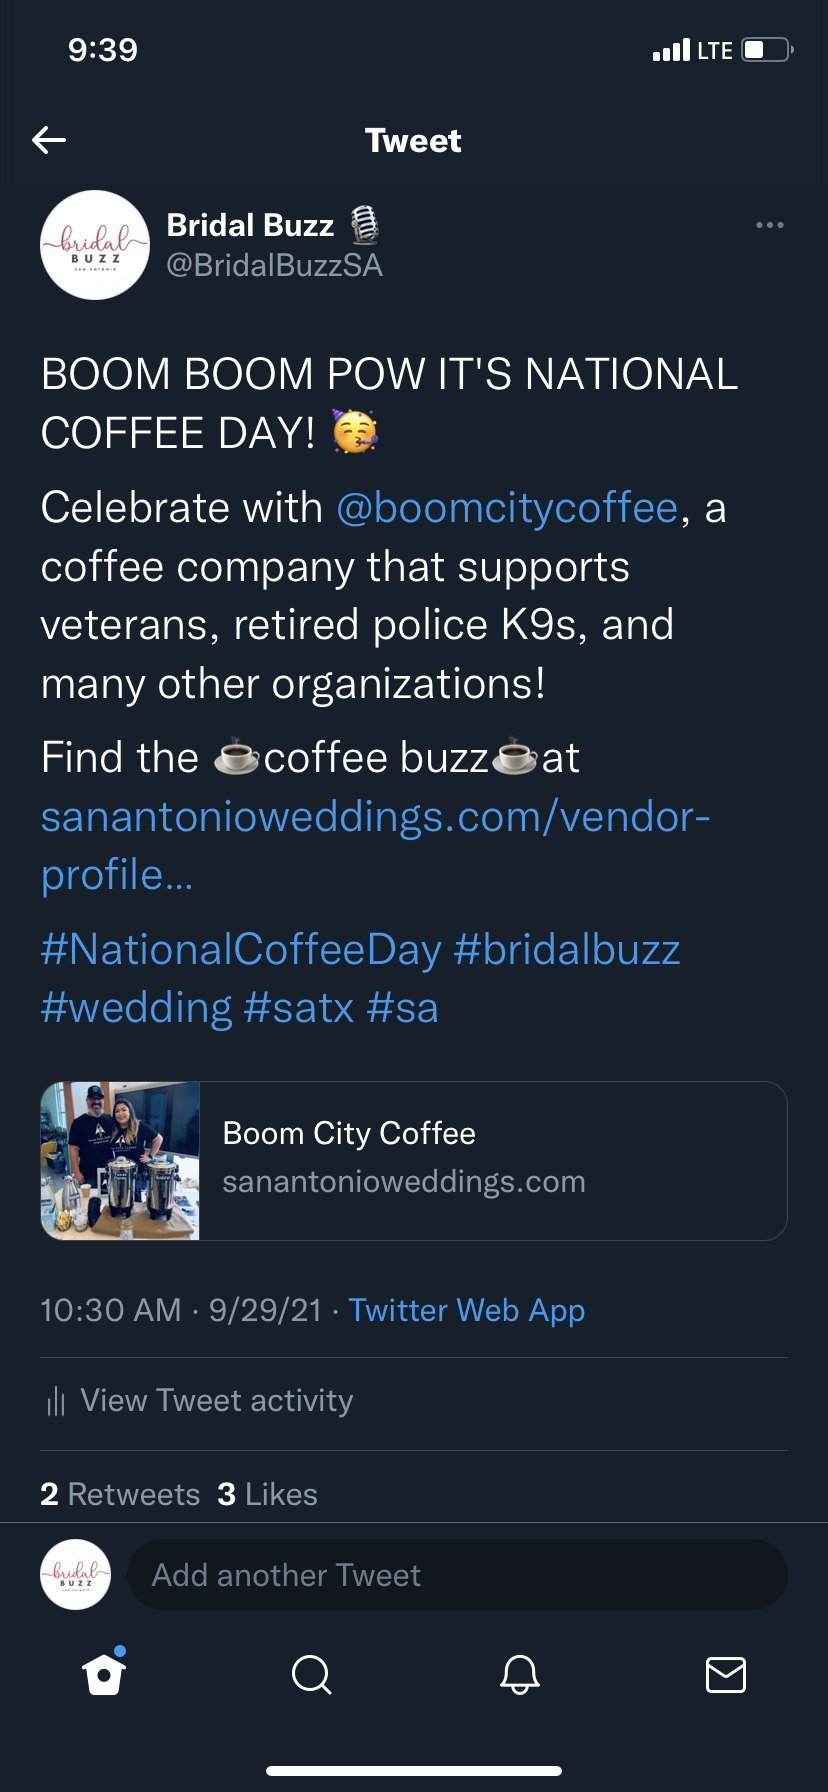 9:39
LTE
Tweet
bridal
BUZZ
SAN ANTONIO
Bridal Buzz 🎙
@BridalBuzzSA
BOOM BOOM POW IT'S NATIONAL
COFFEE DAY! 🥳
Celebrate with @boomcitycoffee, a
coffee company that supports
veterans, retired police K9s, and
many other organizations!
Find the ☕coffee buzz☕at
sanantonioweddings.com/vendor-
profile...
#NationalCoffeeDay #bridalbuzz
#wedding #satx #sa
Boom City Coffee
sanantonioweddings.com
10:30 AM · 9/29/21 · Twitter Web App
View Tweet activity
2 Retweets 3 Likes
bridal
BUZZ
Add another Tweet